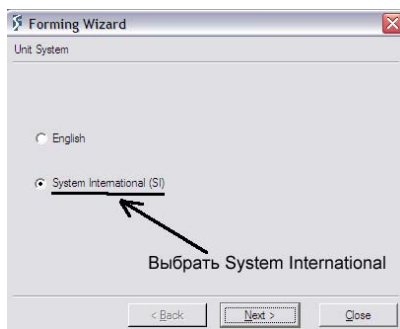 Forming Wizard
Unit System
English
System International (SI)
Выбрать System International
< Back
Next >
Close